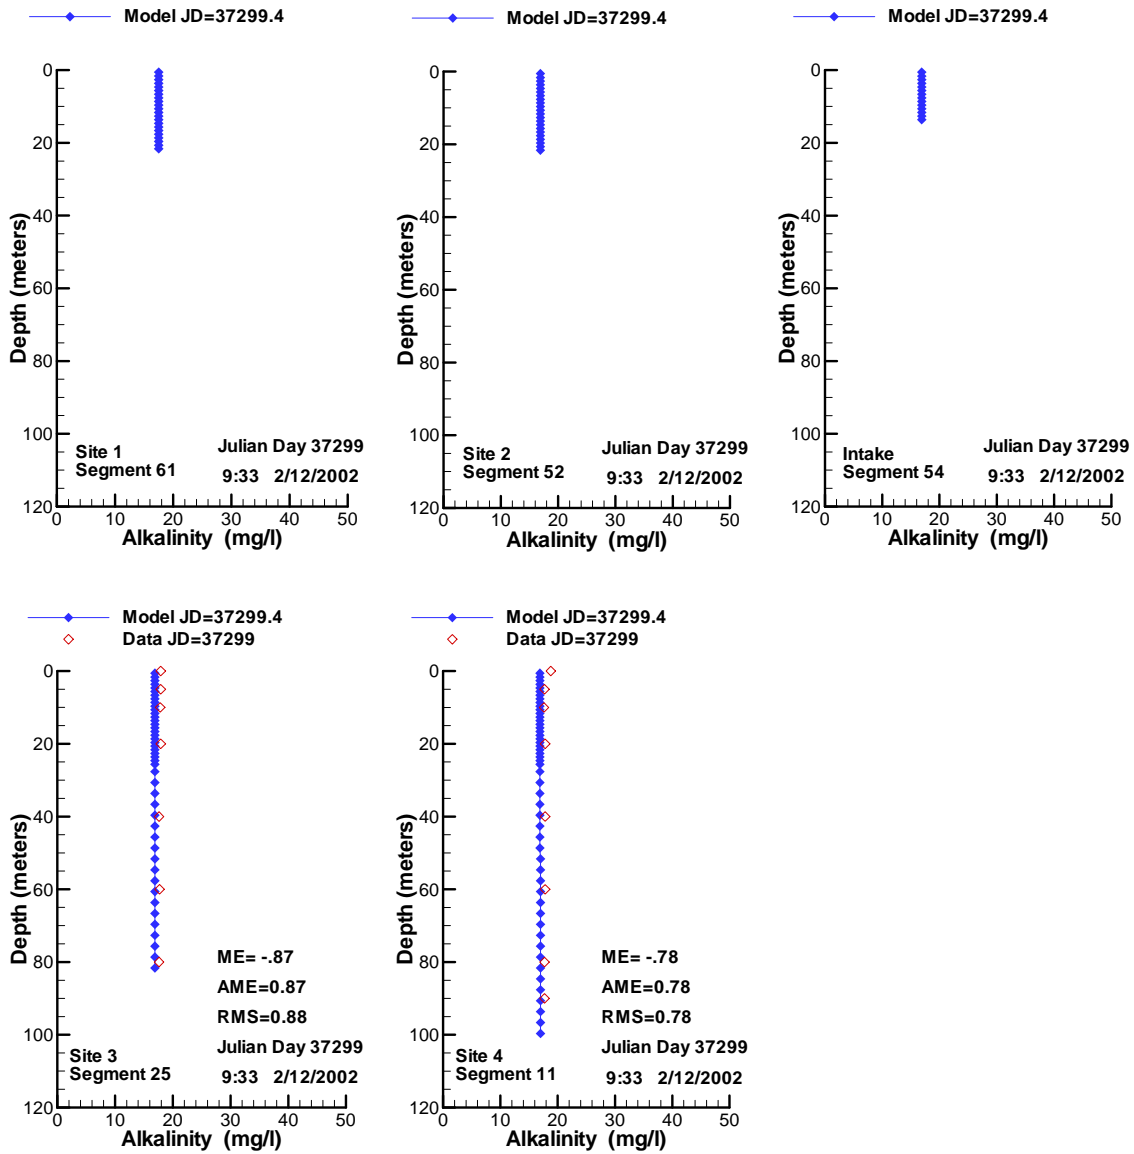 Model JD=37299.4
0
20
40
60
80
100
120
Depth (meters)
Site 1
Segment 61
Julian Day 37299
9:33 2/12/2002
0 10 20 30 40 50
Alkalinity (mg/l)
Model JD=37299.4
0
20
40
60
80
100
120
Depth (meters)
Site 2
Segment 52
Julian Day 37299
9:33 2/12/2002
0 10 20 30 40 50
Alkalinity (mg/l)
Model JD=37299.4
0
20
40
60
80
100
120
Depth (meters)
Intake
Segment 54
Julian Day 37299
9:33 2/12/2002
0 10 20 30 40 50
Alkalinity (mg/l)
Model JD=37299.4
Data JD=37299
0
20
40
60
80
100
120
Depth (meters)
ME= -.87
AME=0.87
RMS=0.88
Site 3
Segment 25
Julian Day 37299
9:33 2/12/2002
0 10 20 30 40 50
Alkalinity (mg/l)
Model JD=37299.4
Data JD=37299
0
20
40
60
80
100
120
Depth (meters)
ME= -.78
AME=0.78
RMS=0.78
Site 4
Segment 11
Julian Day 37299
9:33 2/12/2002
0 10 20 30 40 50
Alkalinity (mg/l)